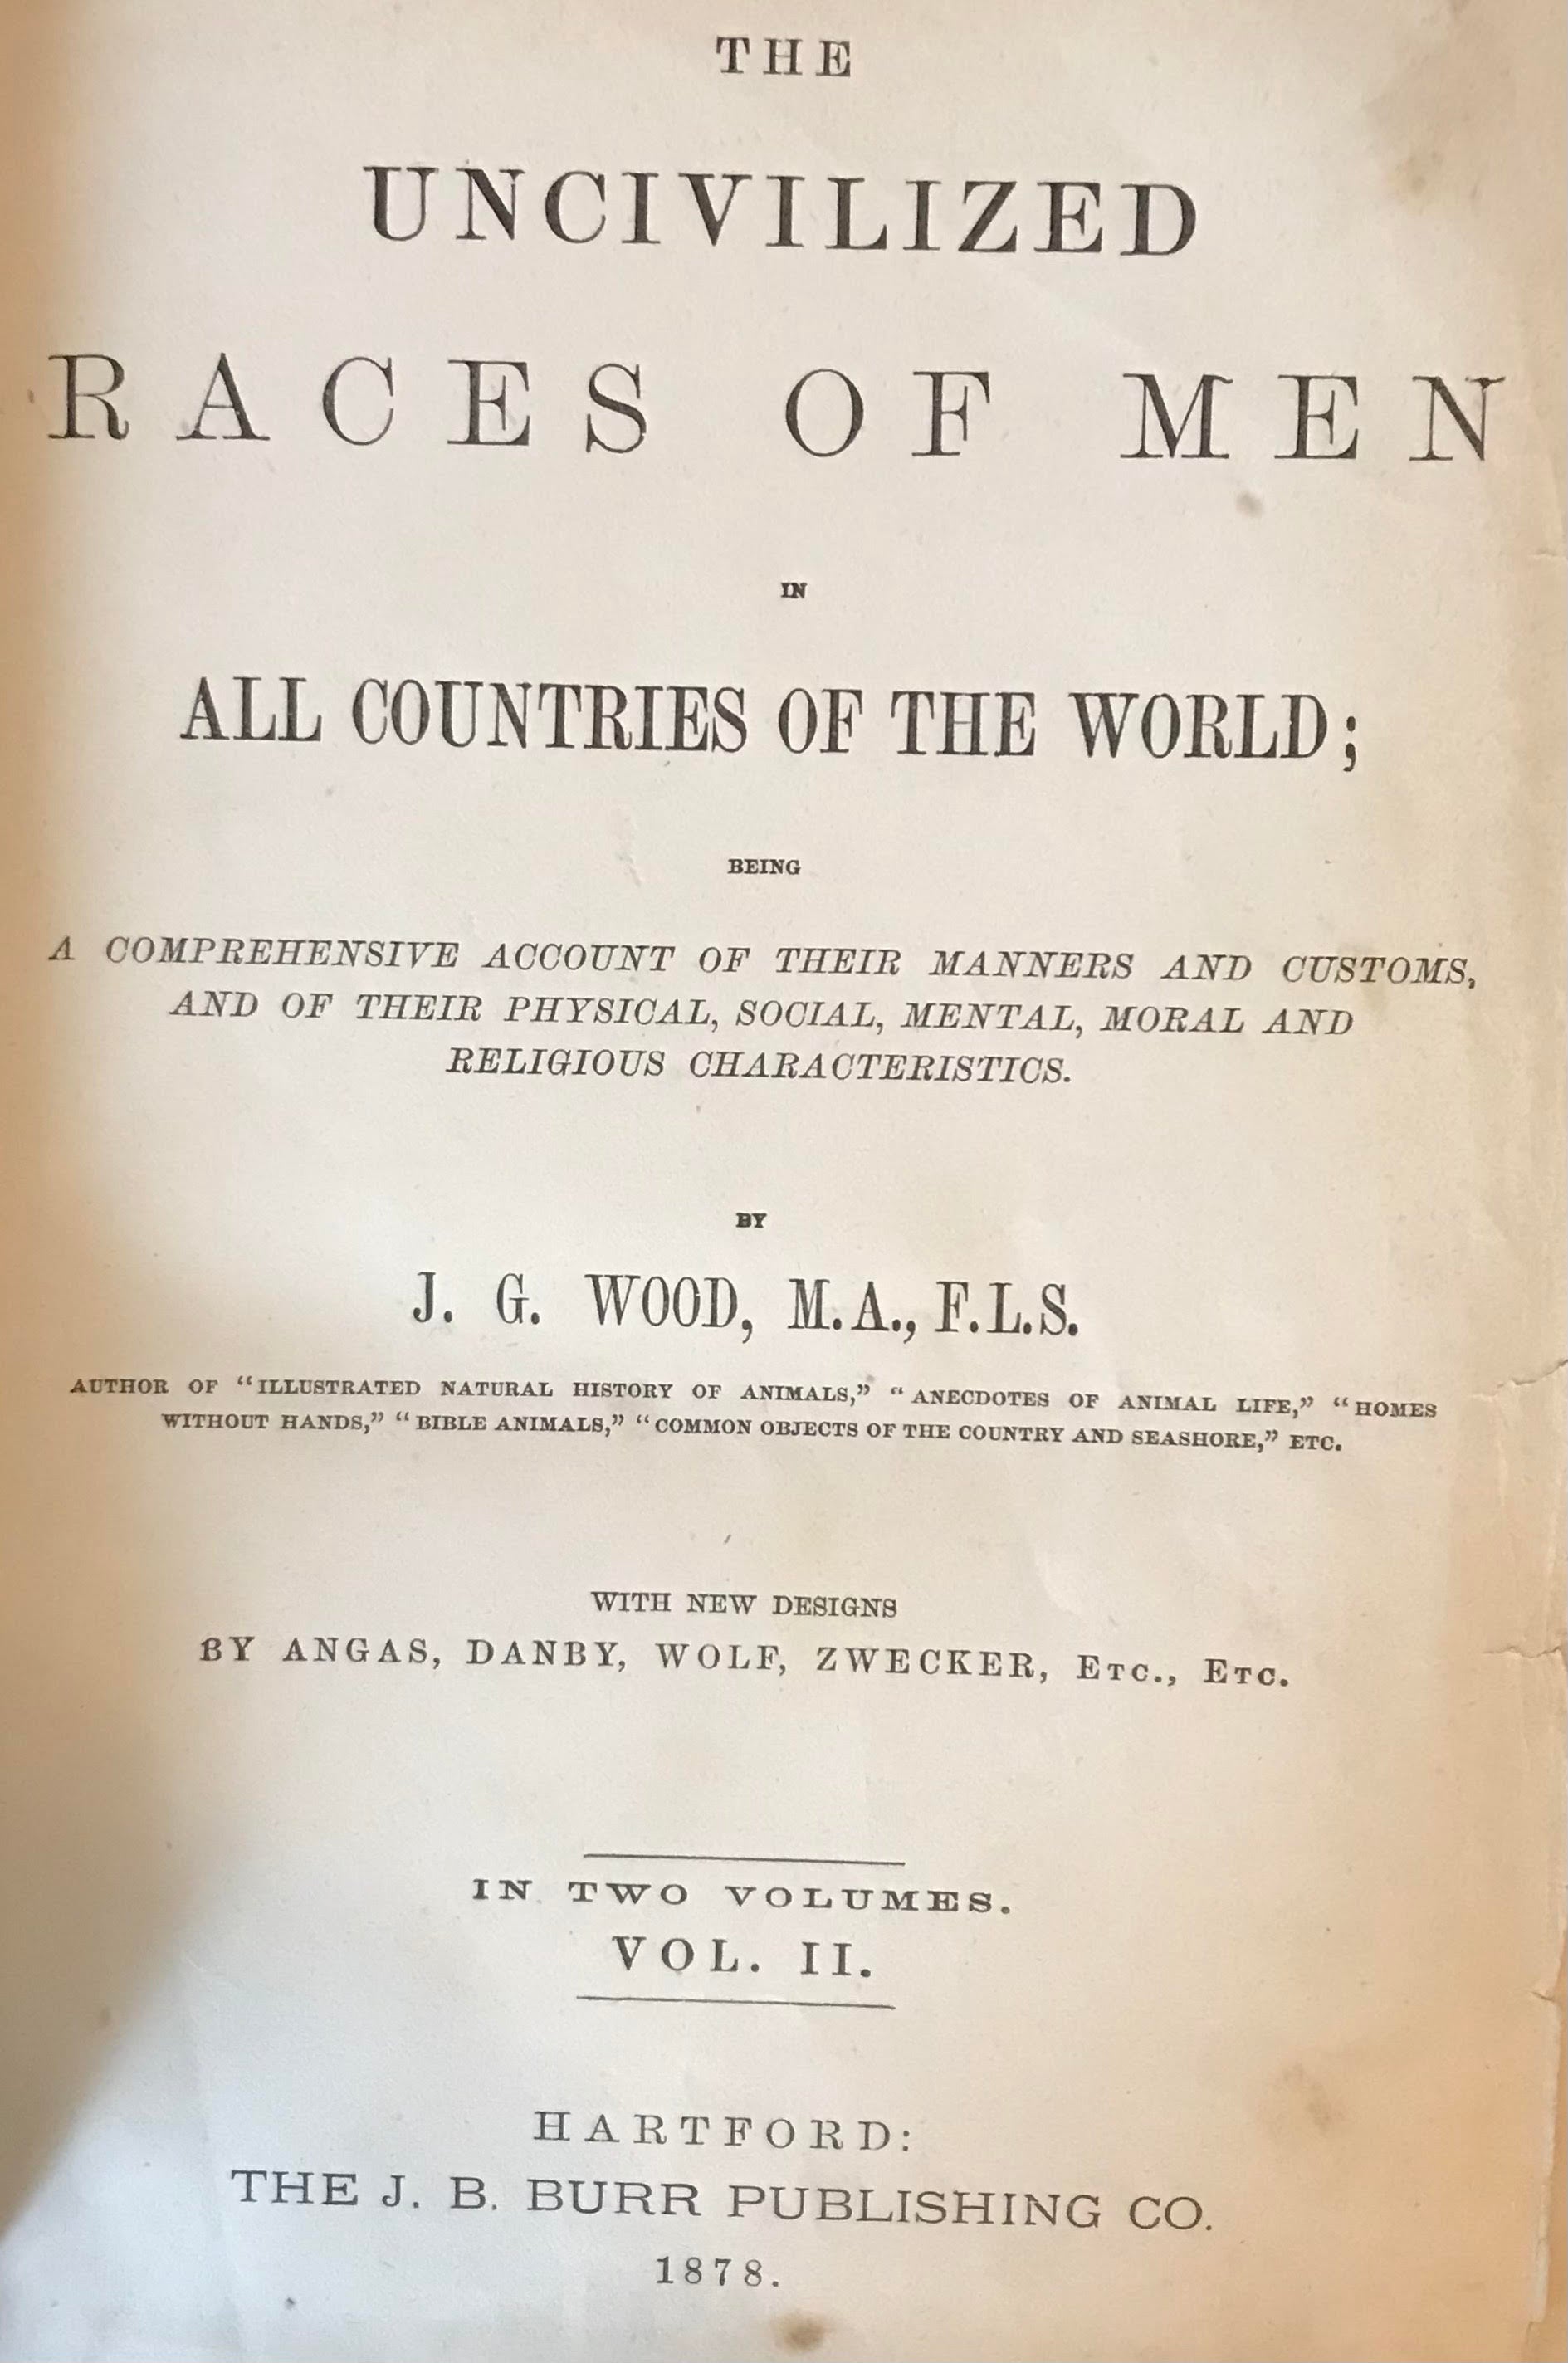 THE
UNCIVILIZED
RACES OF MEN
IN
ALL COUNTRIES OF THE WORLD;
BEING
A COMPREHENSIVE ACCOUNT OF THEIR MANNERS AND CUSTOMS,
AND OF THEIR PHYSICAL, SOCIAL, MENTAL, MORAL AND
RELIGIOUS CHARACTERISTICS.
BY
J. G. WOOD, M.A., F.L.S.
AUTHOR OF “ILLUSTRATED NATURAL HISTORY OF ANIMALS,” “ANECDOTES OF ANIMAL LIFE,” “HOMES
WITHOUT HANDS,” “BIBLE ANIMALS,” “COMMON OBJECTS OF THE COUNTRY AND SEASHORE,” ETC.
WITH NEW DESIGNS
BY ANGAS, DANBY, WOLF, ZWECKER, ETC., ETC.
IN TWO VOLUMES.
VOL. II.
HARTFORD:
THE J. B. BURR PUBLISHING CO.
1878.